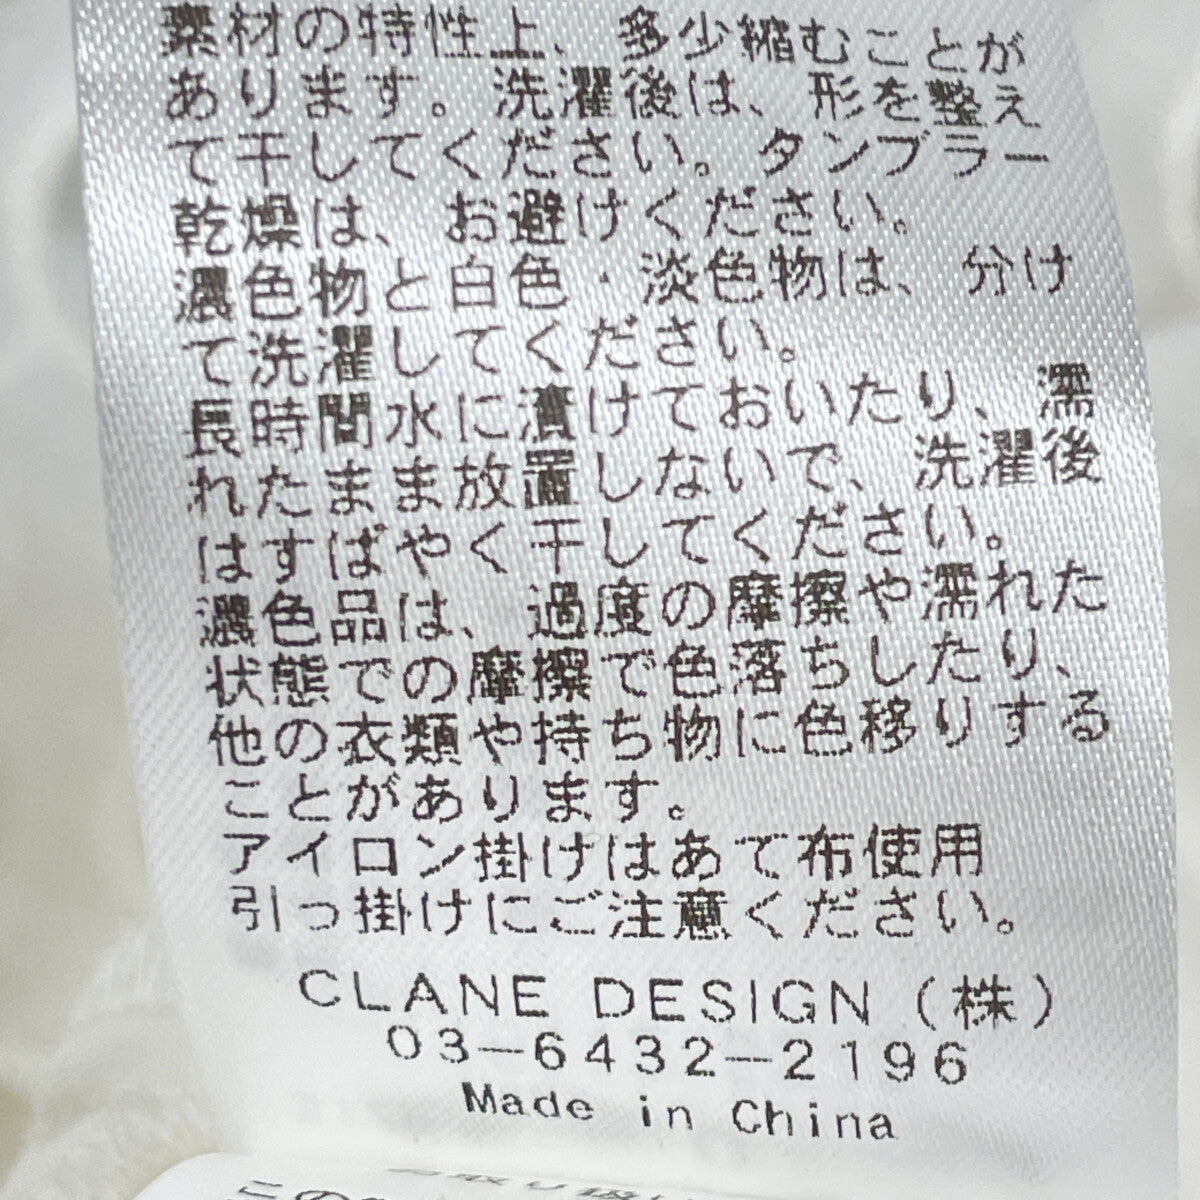 素材の特性上、多少縮むことが
あります。洗濯後は、形を整え
て干してください。タンブラー
乾燥は、お避けください。
濃色物と白色・淡色物は、分け
て洗濯してください。
長時間水に漬けておいたり、濡
れたまま放置しないで、洗濯後
はすばやく干してください。
濃色品は、過度の摩擦や濡れた
状態での摩擦で色落ちしたり、
他の衣類や持ち物に色移りする
ことがあります。
アイロン掛けはあて布使用
引っ掛けにご注意ください。
CLANE DESIGN（株）
03-6432-2196
Made in China